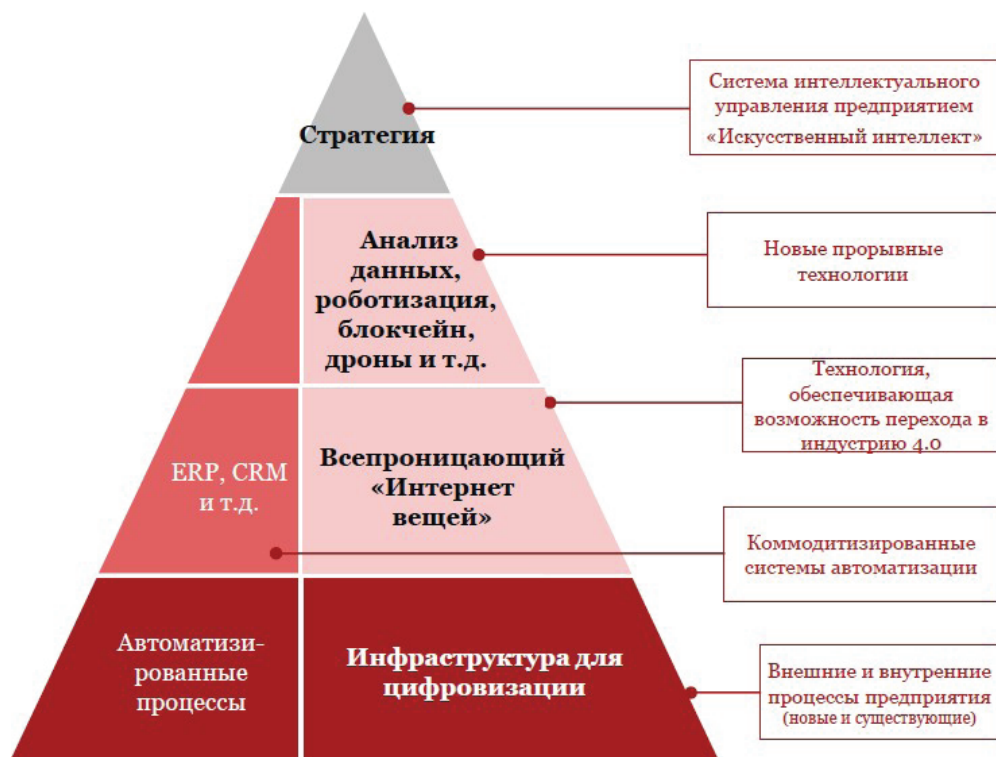 Стратегия
Система интеллектуального
управления предприятием
«Искусственный интеллект»
Анализ
данных,
роботизация,
блокчейн,
дроны и т.д.
Новые прорывные
технологии
ERP, CRM
и т.д.
Всепроницающий
«Интернет
вещей»
Технология,
обеспечивающая
возможность перехода в
индустрию 4.0
Коммодитизированные
системы автоматизации
Автоматизи-
рованные
процессы
Инфраструктура для
цифровизации
Внешние и внутренние
процессы предприятия
(новые и существующие)